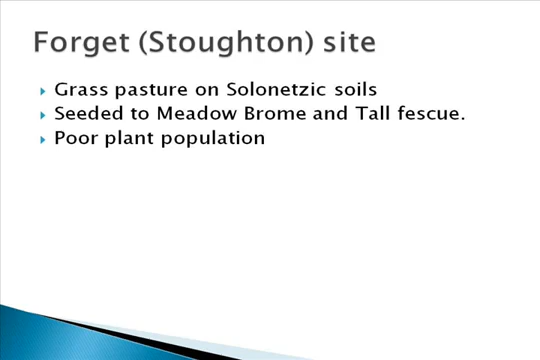 Forget (Stoughton) site
Grass pasture on Solonetzic soils
Seeded to Meadow Brome and Tall fescue.
Poor plant population